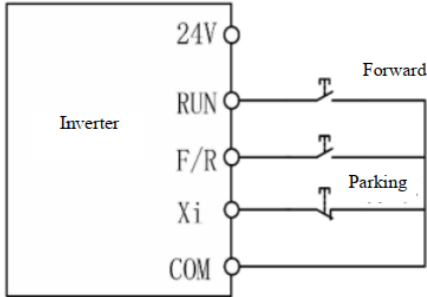 24V
Forward
RUN
Inverter
F/R
Parking
Xi
COM